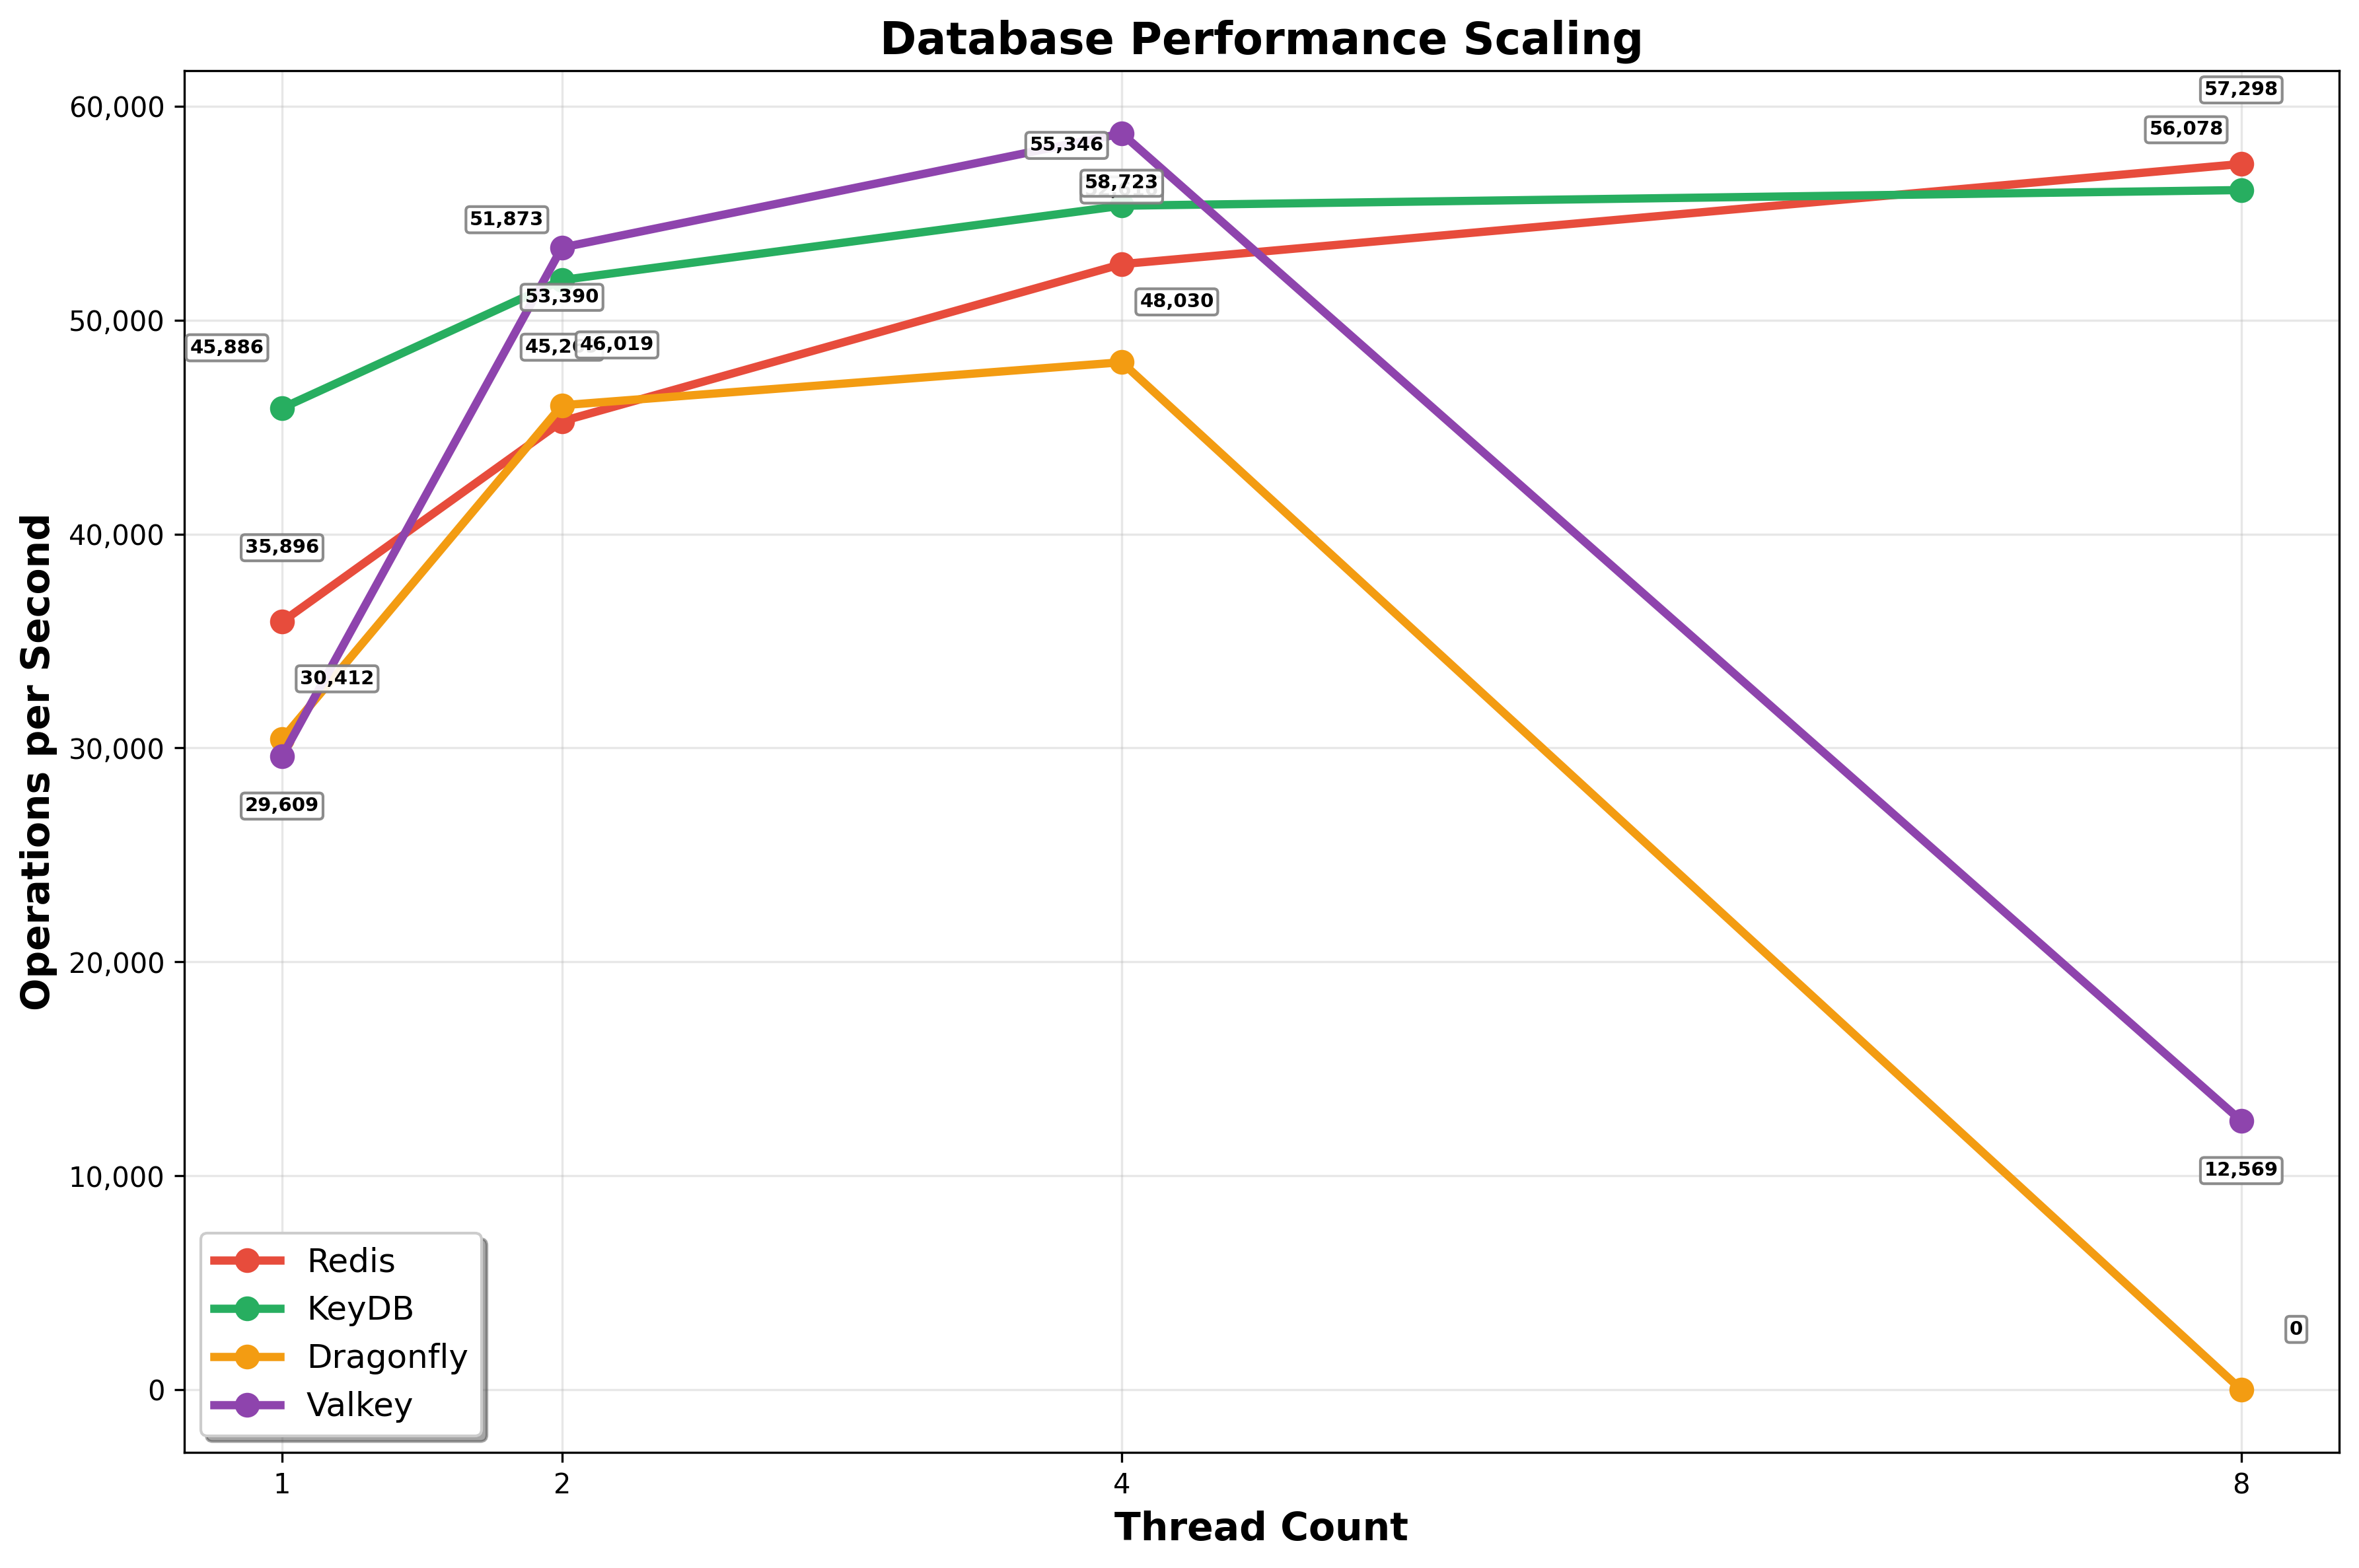 Database Performance Scaling
60,000
50,000
40,000
30,000
20,000
10,000
0
Operations per Second
57,298
56,078
55,346
58,723
51,873
53,390
48,030
45,886
46,019
35,896
30,412
29,609
12,569
0
Redis
KeyDB
Dragonfly
Valkey
1 2 4 8
Thread Count